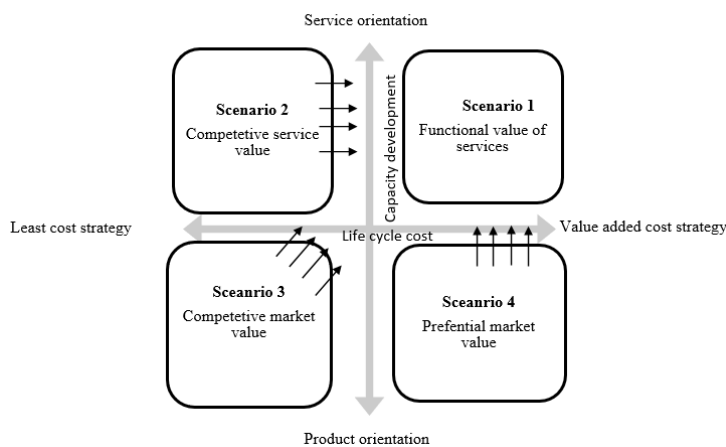 Service orientation
Scenario 2
Competetive service
value
Capacity development
Scenario 1
Functional value of
services
Least cost strategy
Life cycle cost
Value added cost strategy
Sceanrio 3
Competetive market
value
Sceanrio 4
Prefential market
value
Product orientation